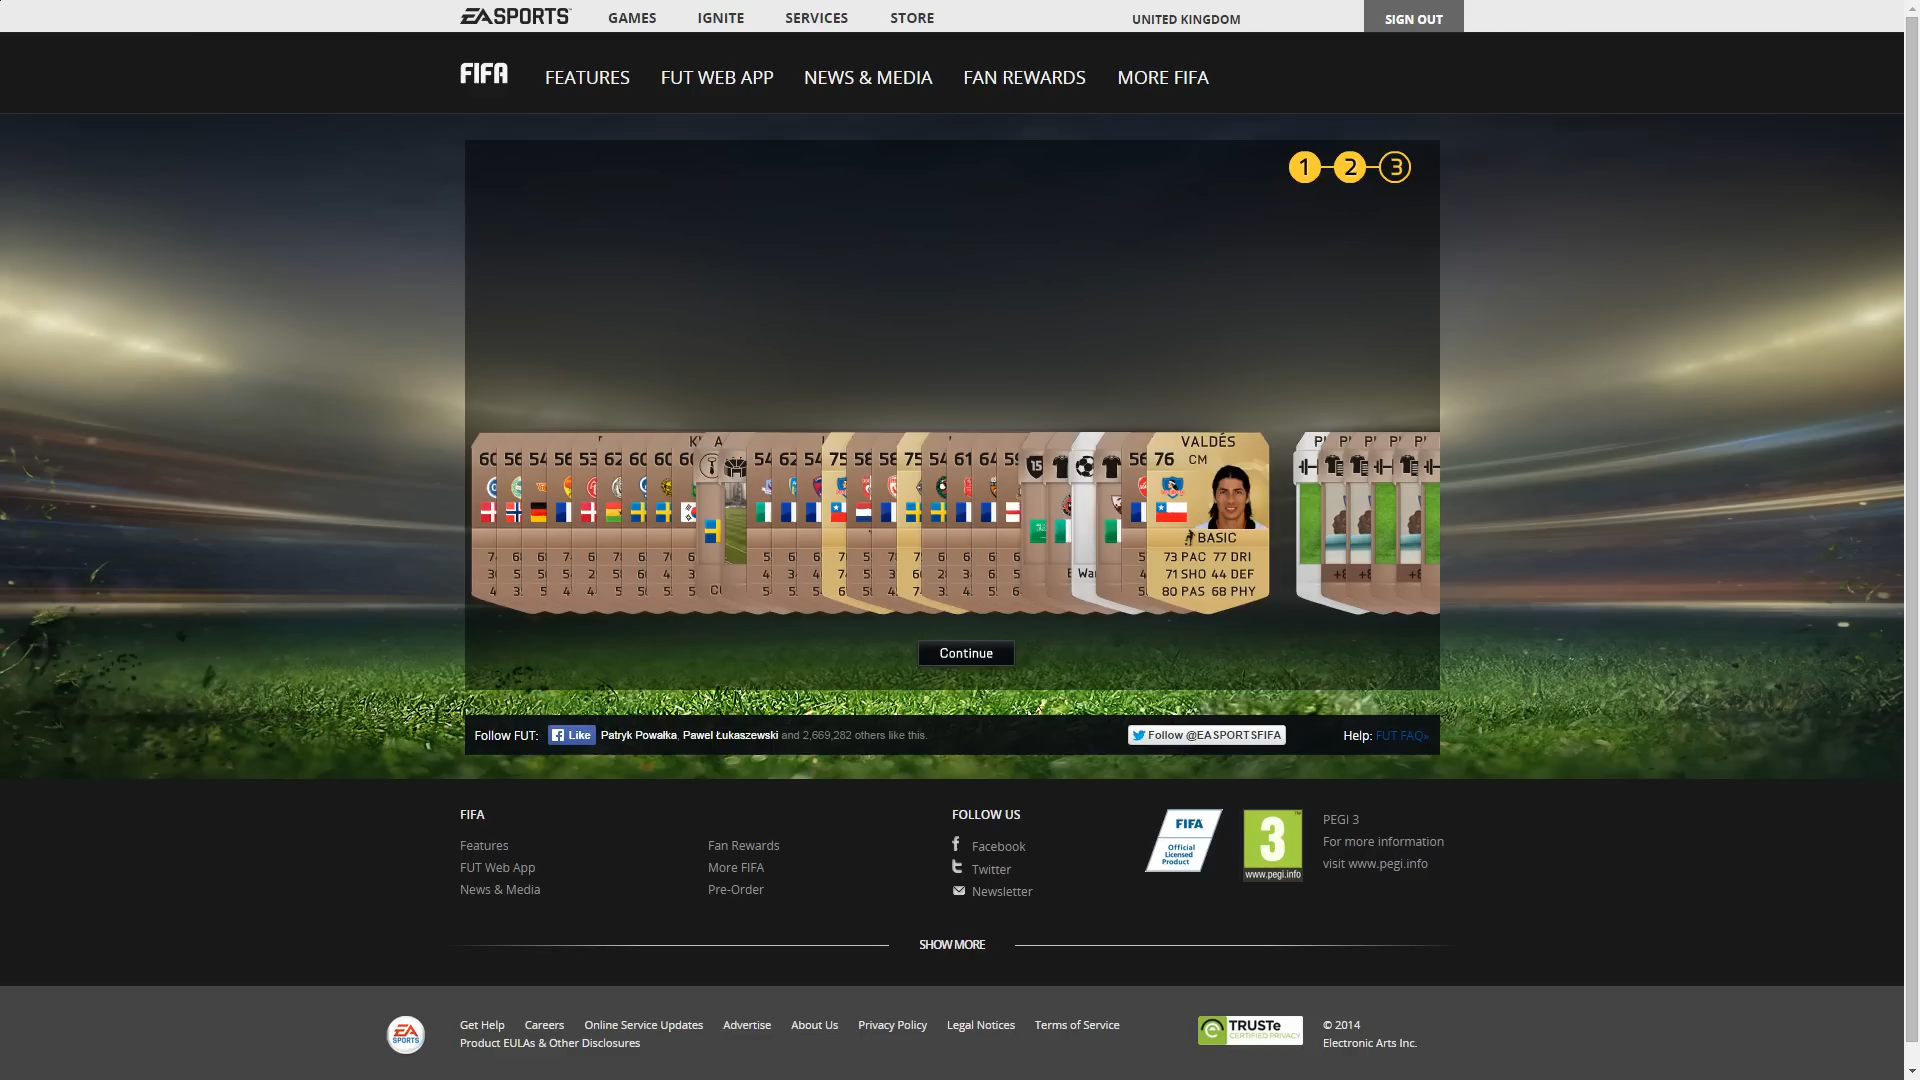 EA SPORTS GAMES IGNITE SERVICES STORE UNITED KINGDOM SIGN OUT
FIFA FEATURES FUT WEB APP NEWS & MEDIA FAN REWARDS MORE FIFA
1 2 3
VALDÉS
76 CM
BASIC
73 PAC 77 DRI
71 SHO 44 DEF
80 PAS 68 PHY
Continue
Follow FUT: Like Patryk Powałka, Paweł Łukaszewski and 2,669,282 others like this. Follow @EASPORTSFIFA Help: FUT FAQ»
FIFA
Features
FUT Web App
News & Media
Fan Rewards
More FIFA
Pre-Order
FOLLOW US
Facebook
Twitter
Newsletter
FIFA
Official
Licensed
Product
3
www.pegi.info
PEGI 3
For more information
visit www.pegi.info
SHOW MORE
EA SPORTS
Get Help Careers Online Service Updates Advertise About Us Privacy Policy Legal Notices Terms of Service
Product EULAs & Other Disclosures
TRUSTe
CERTIFIED PRIVACY
© 2014
Electronic Arts Inc.